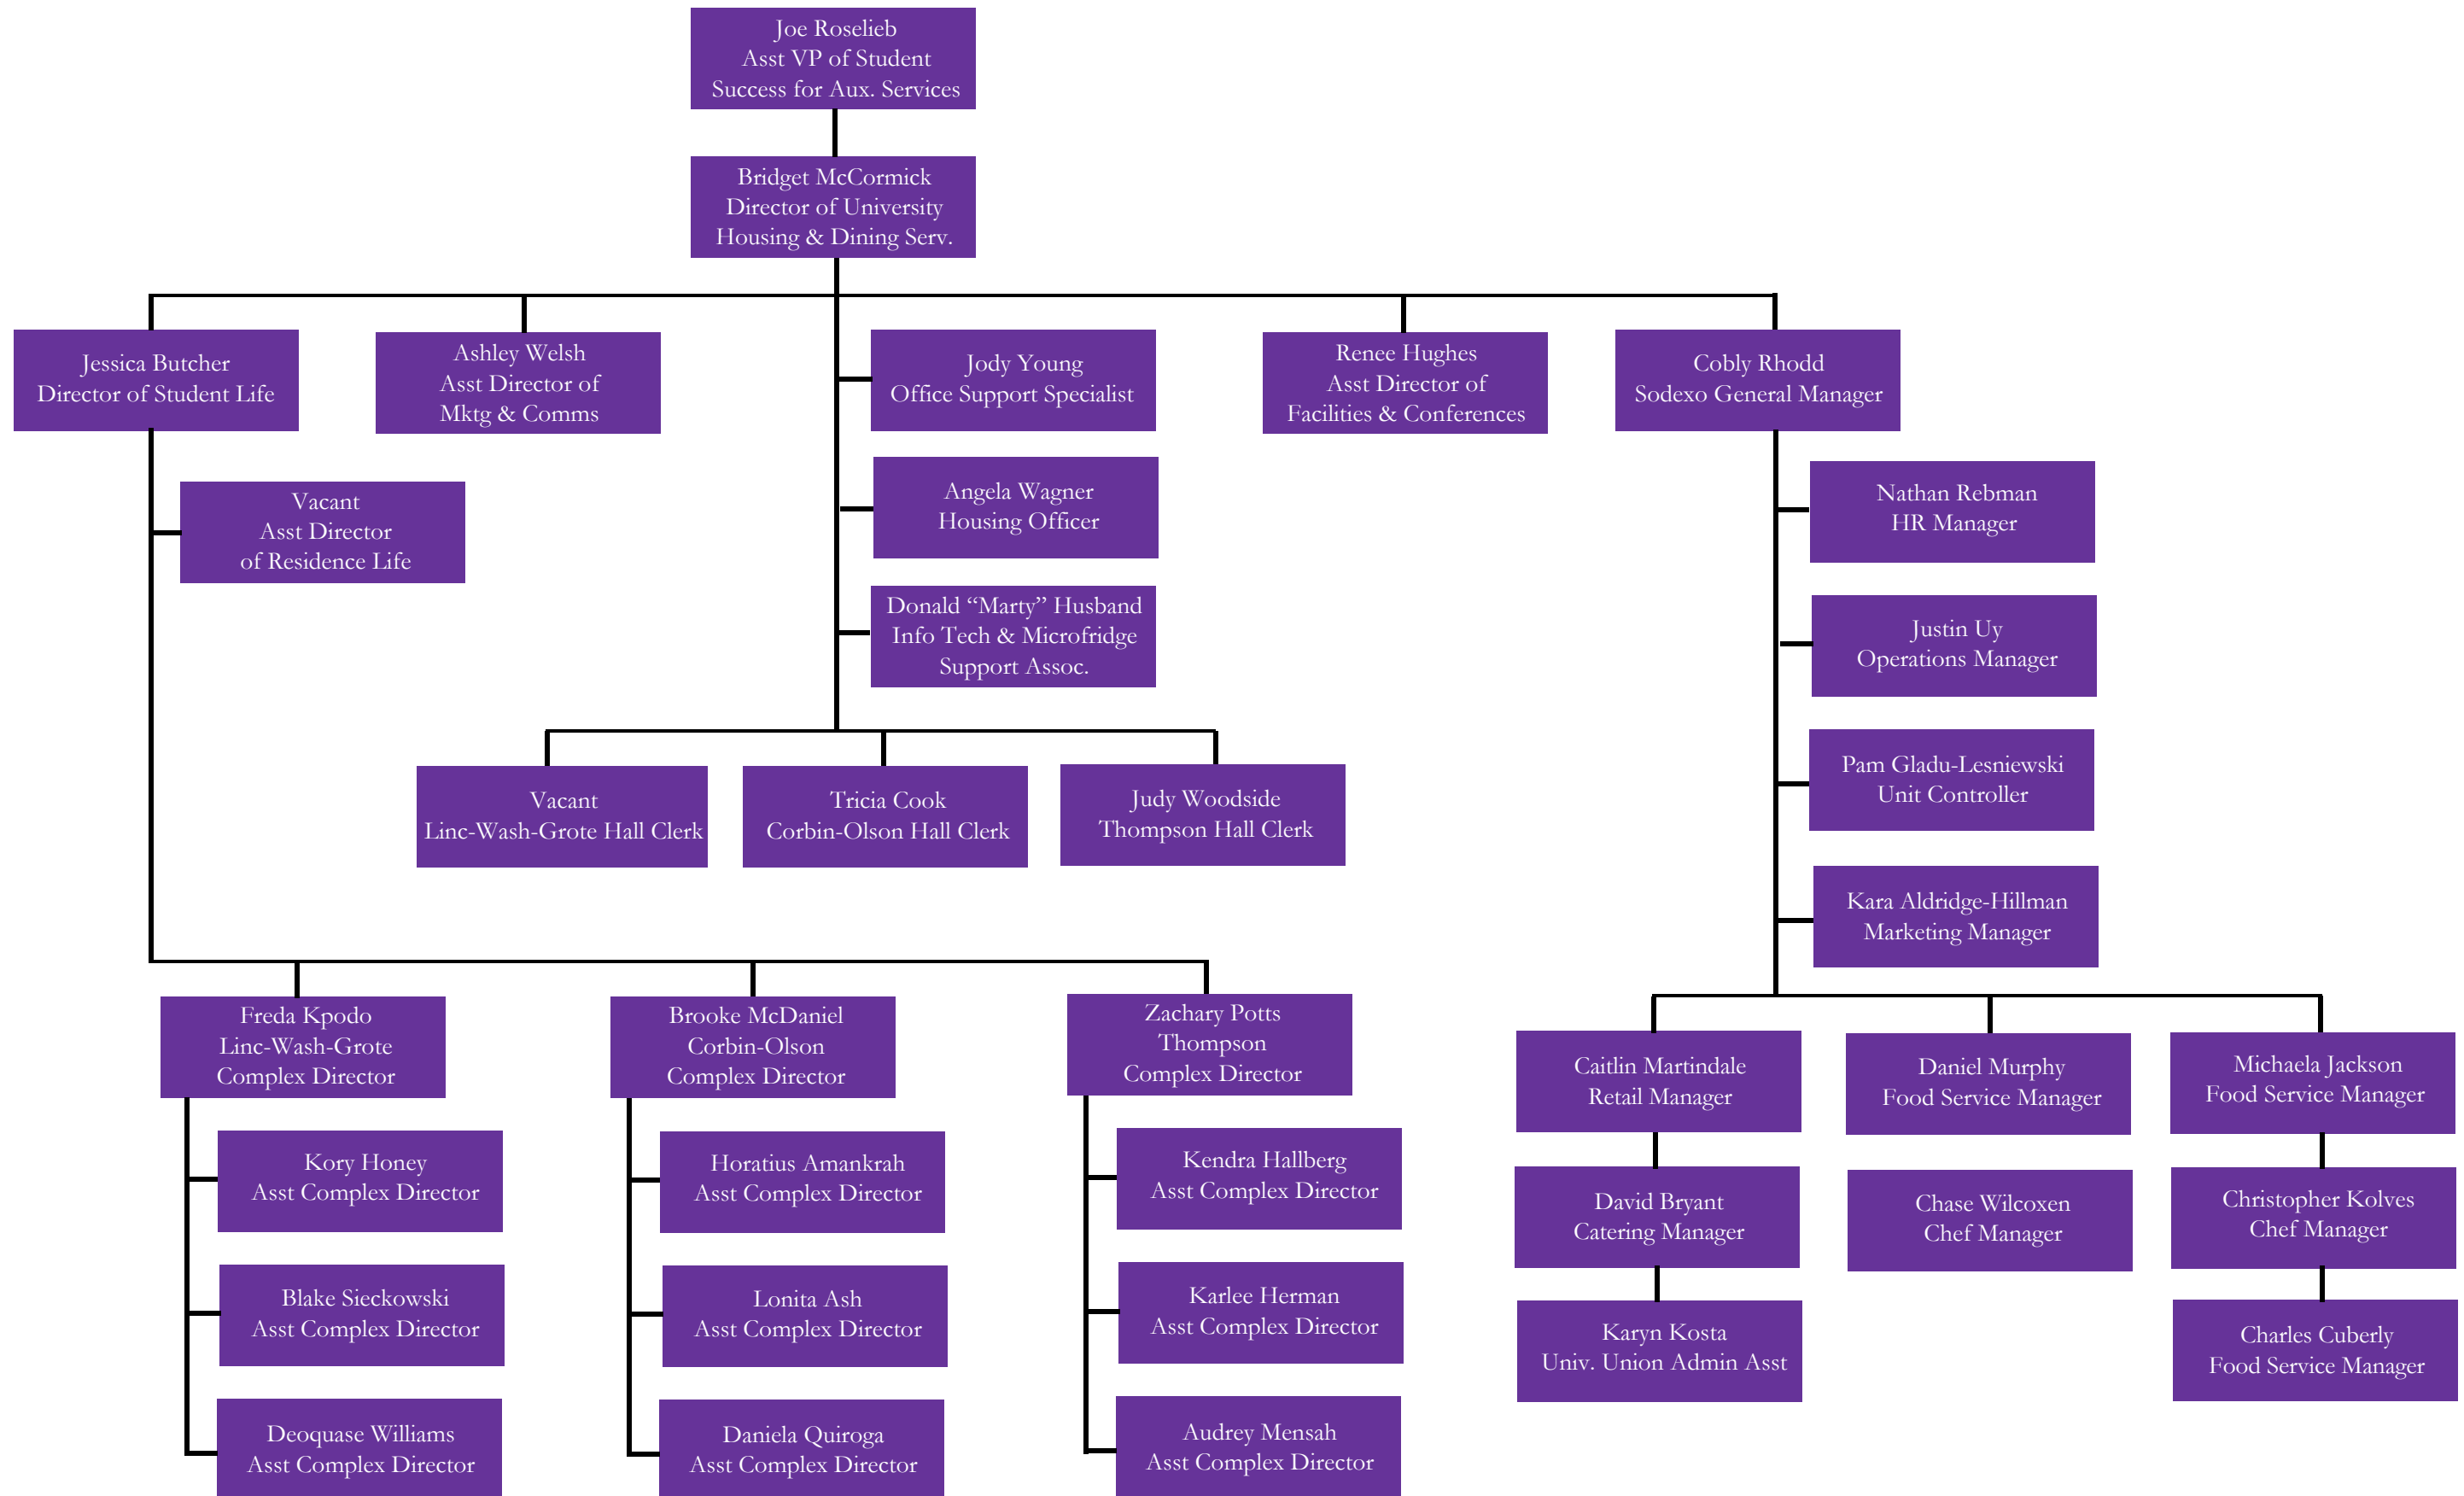 Joe Roselieb
Asst VP of Student
Success for Aux. Services
Bridget McCormick
Director of University
Housing & Dining Serv.
Jessica Butcher
Director of Student Life
Ashley Welsh
Asst Director of
Mktg & Comms
Jody Young
Office Support Specialist
Renee Hughes
Asst Director of
Facilities & Conferences
Cobly Rhodd
Sodexo General Manager
Vacant
Asst Director
of Residence Life
Angela Wagner
Housing Officer
Donald “Marty” Husband
Info Tech & Microfridge
Support Assoc.
Nathan Rebman
HR Manager
Justin Uy
Operations Manager
Pam Gladu-Lesniewski
Unit Controller
Kara Aldridge-Hillman
Marketing Manager
Vacant
Linc-Wash-Grote Hall Clerk
Tricia Cook
Corbin-Olson Hall Clerk
Judy Woodside
Thompson Hall Clerk
Freda Kpodo
Linc-Wash-Grote
Complex Director
Kory Honey
Asst Complex Director
Blake Sieckowski
Asst Complex Director
Deoquase Williams
Asst Complex Director
Brooke McDaniel
Corbin-Olson
Complex Director
Horatius Amankrah
Asst Complex Director
Lonita Ash
Asst Complex Director
Daniela Quiroga
Asst Complex Director
Zachary Potts
Thompson
Complex Director
Kendra Hallberg
Asst Complex Director
Karlee Herman
Asst Complex Director
Audrey Mensah
Asst Complex Director
Caitlin Martindale
Retail Manager
David Bryant
Catering Manager
Karyn Kosta
Univ. Union Admin Asst
Daniel Murphy
Food Service Manager
Chase Wilcoxen
Chef Manager
Michaela Jackson
Food Service Manager
Christopher Kolves
Chef Manager
Charles Cuberly
Food Service Manager